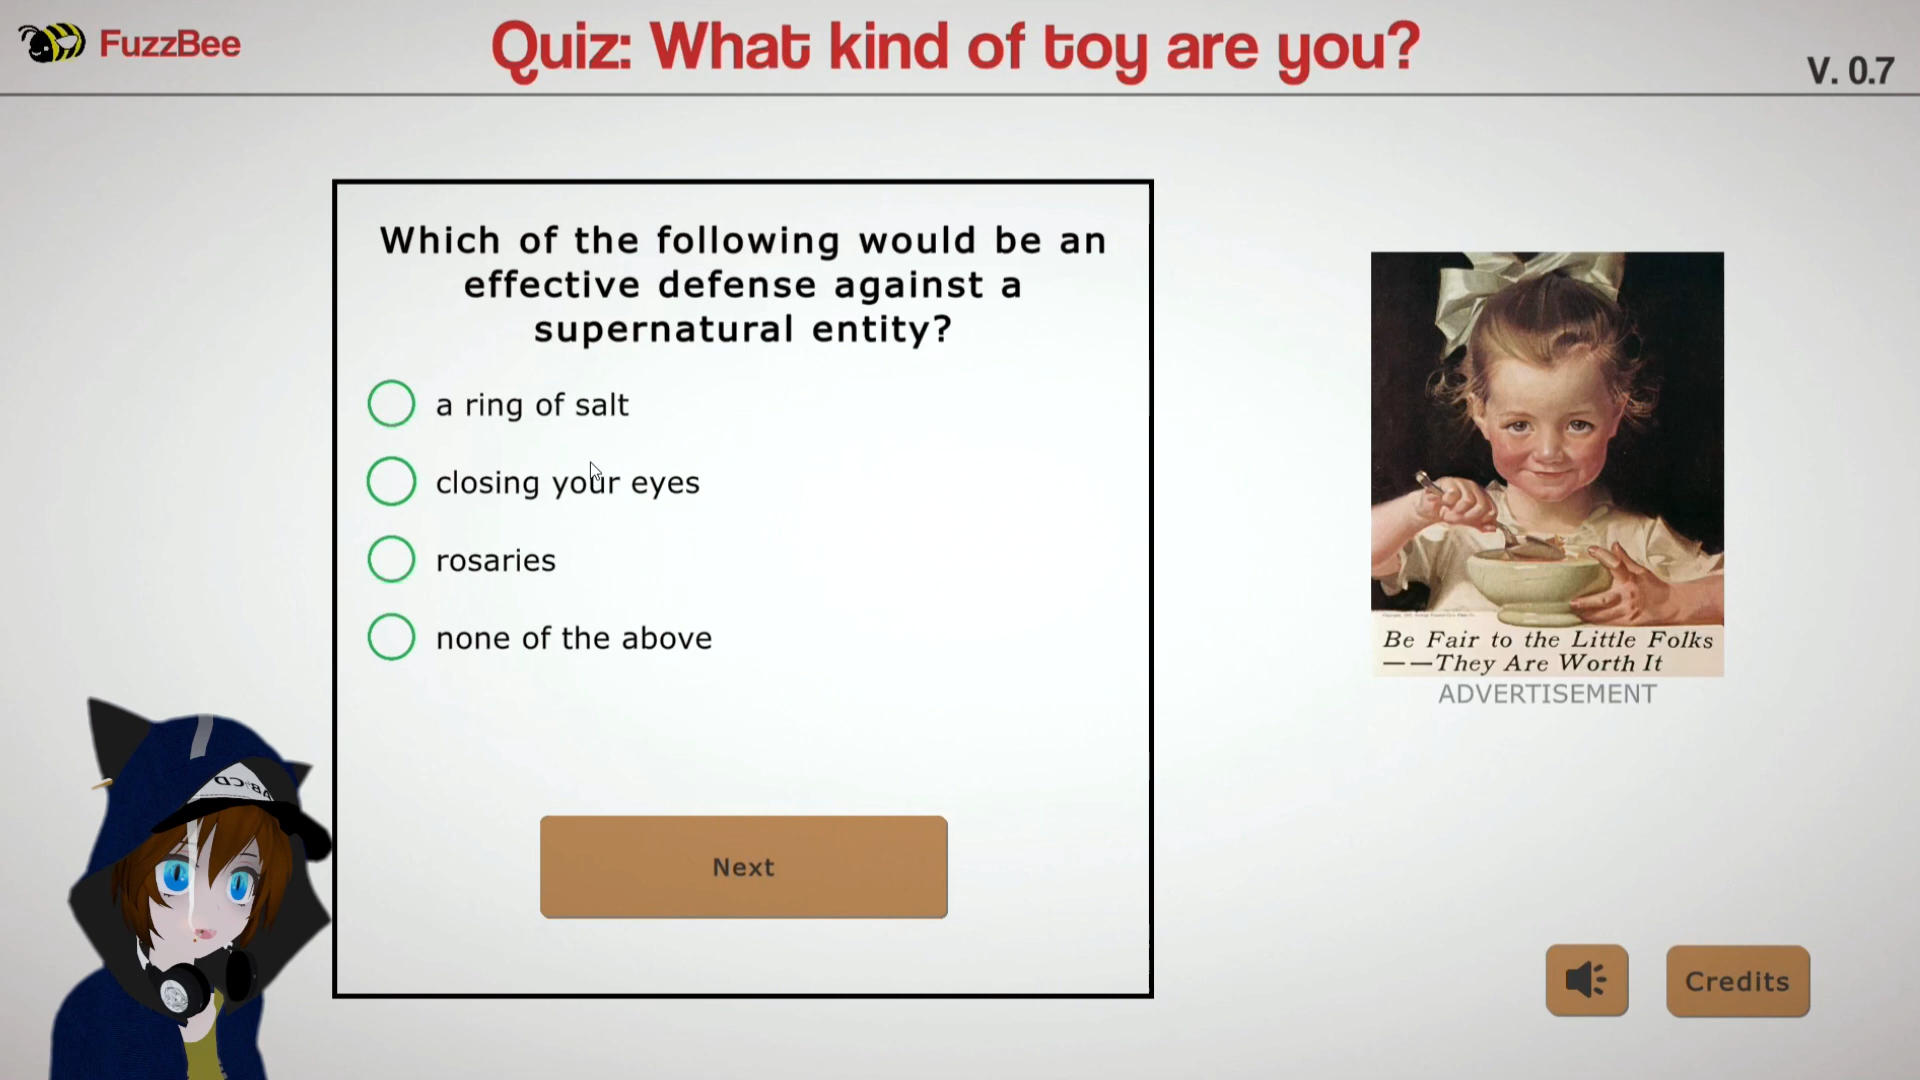 FuzzBee
Quiz: What kind of toy are you?
V. 0.7
Which of the following would be an
effective defense against a
supernatural entity?
a ring of salt
closing your eyes
rosaries
none of the above
Next
Be Fair to the Little Folks
——They Are Worth It
ADVERTISEMENT
Credits